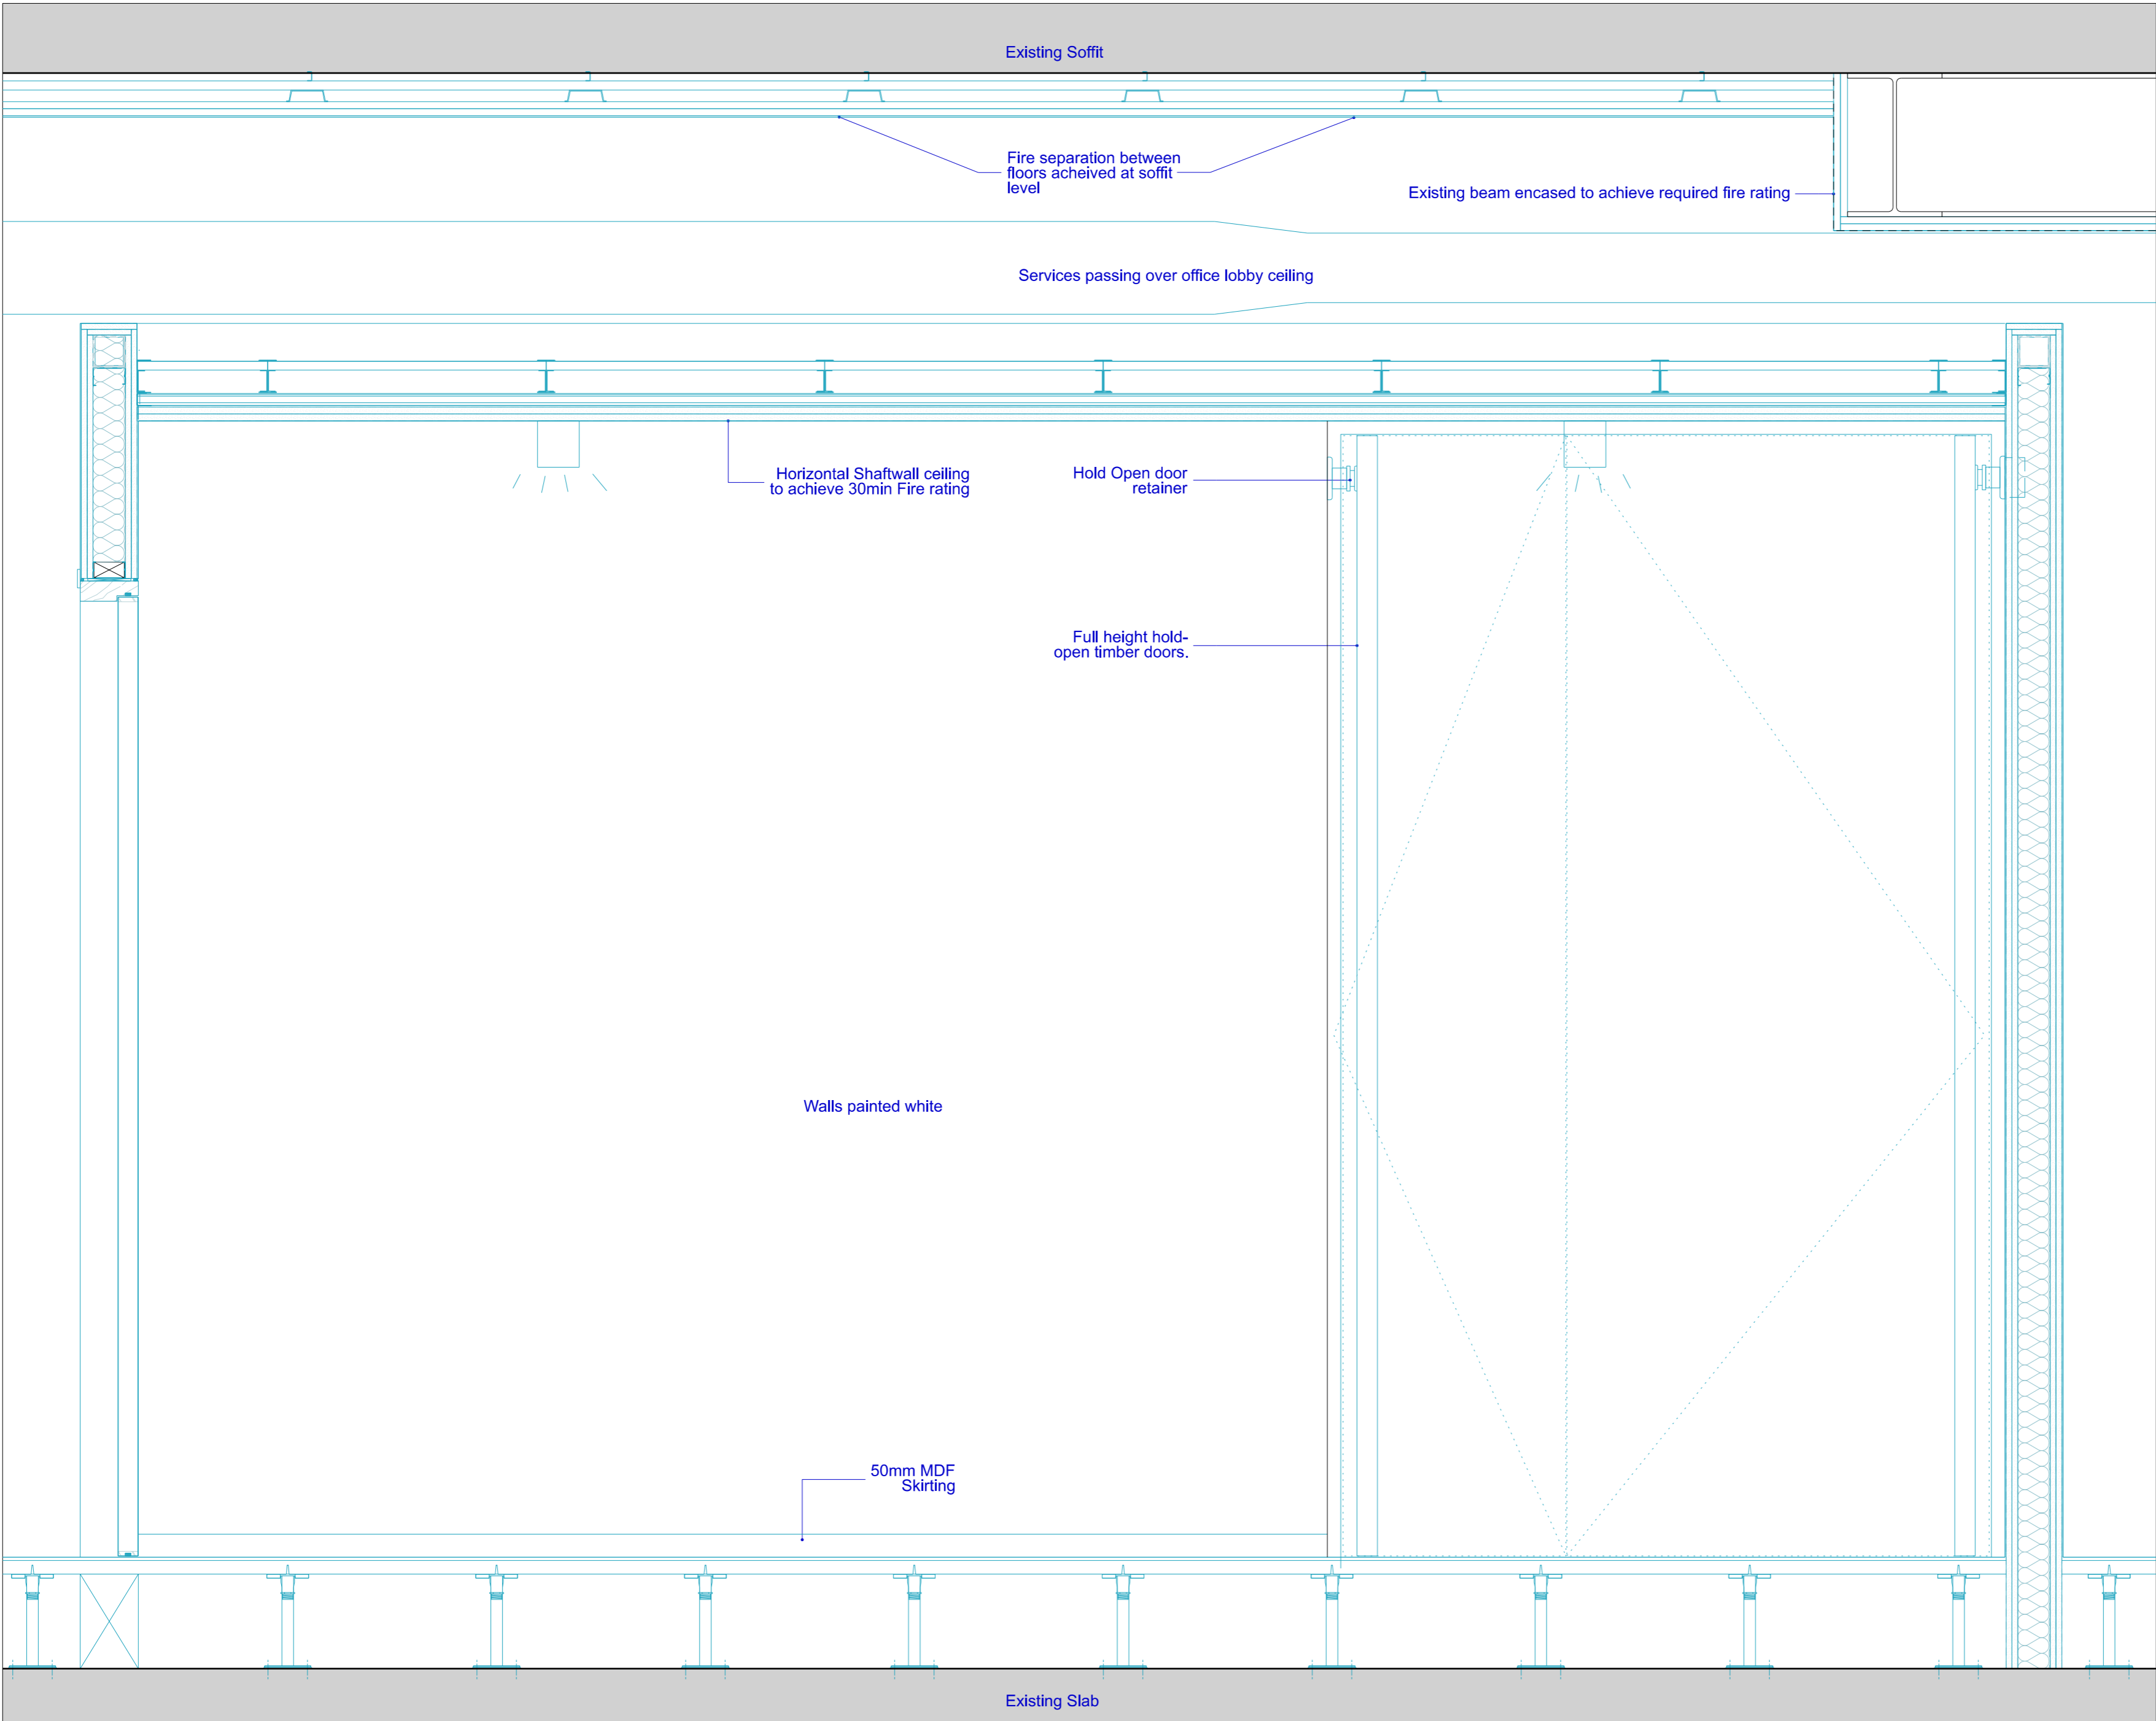 Existing Soffit
Fire separation between
floors acheived at soffit
level
Existing beam encased to achieve required fire rating
Services passing over office lobby ceiling
Horizontal Shaftwall ceiling
to achieve 30min Fire rating
Hold Open door
retainer
Full height hold-
open timber doors.
Walls painted white
50mm MDF
Skirting
Existing Slab